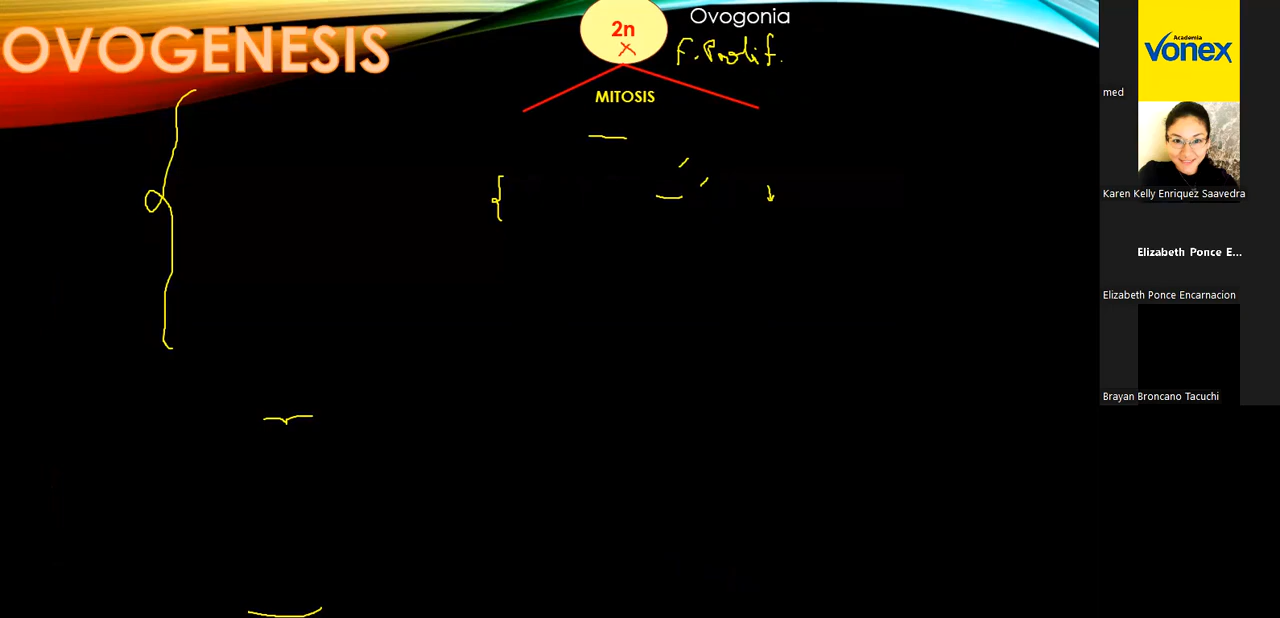 OVOGENESIS
2n
X
Ovogonia
F. Prolif.
MITOSIS
Academia
vonex
med
Karen Kelly Enriquez Saavedra
Elizabeth Ponce E...
Elizabeth Ponce Encarnacion
Brayan Broncano Tacuchi